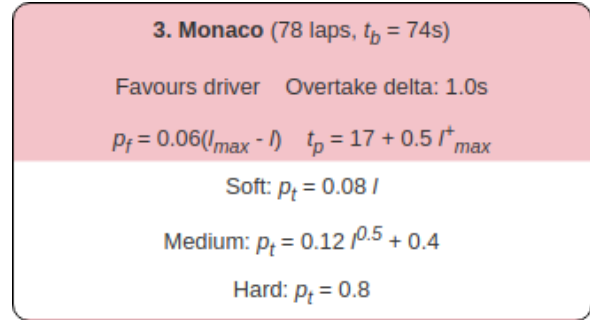 3. Monaco (78 laps, t_b = 74s)
Favours driver Overtake delta: 1.0s
p_f = 0.06(l_max - l) t_p = 17 + 0.5 l^+_max
Soft: p_t = 0.08 l
Medium: p_t = 0.12 l^0.5 + 0.4
Hard: p_t = 0.8